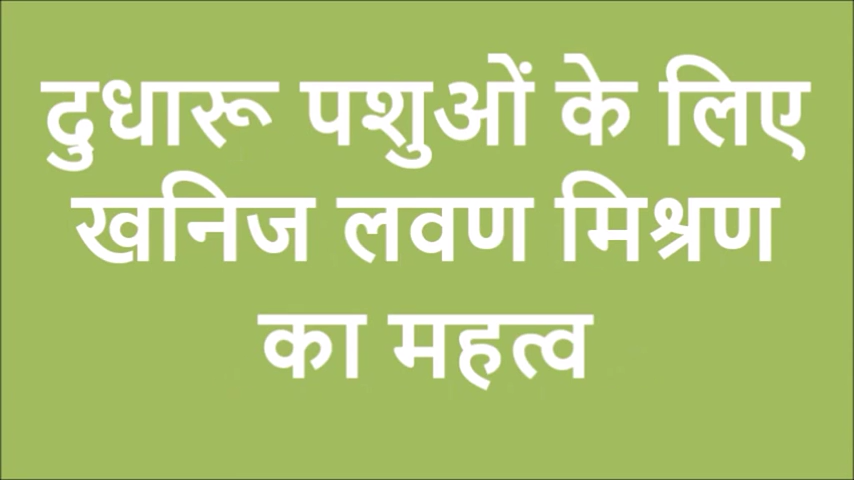 दुधारू पशुओं के लिए
खनिज लवण मिश्रण
का महत्व